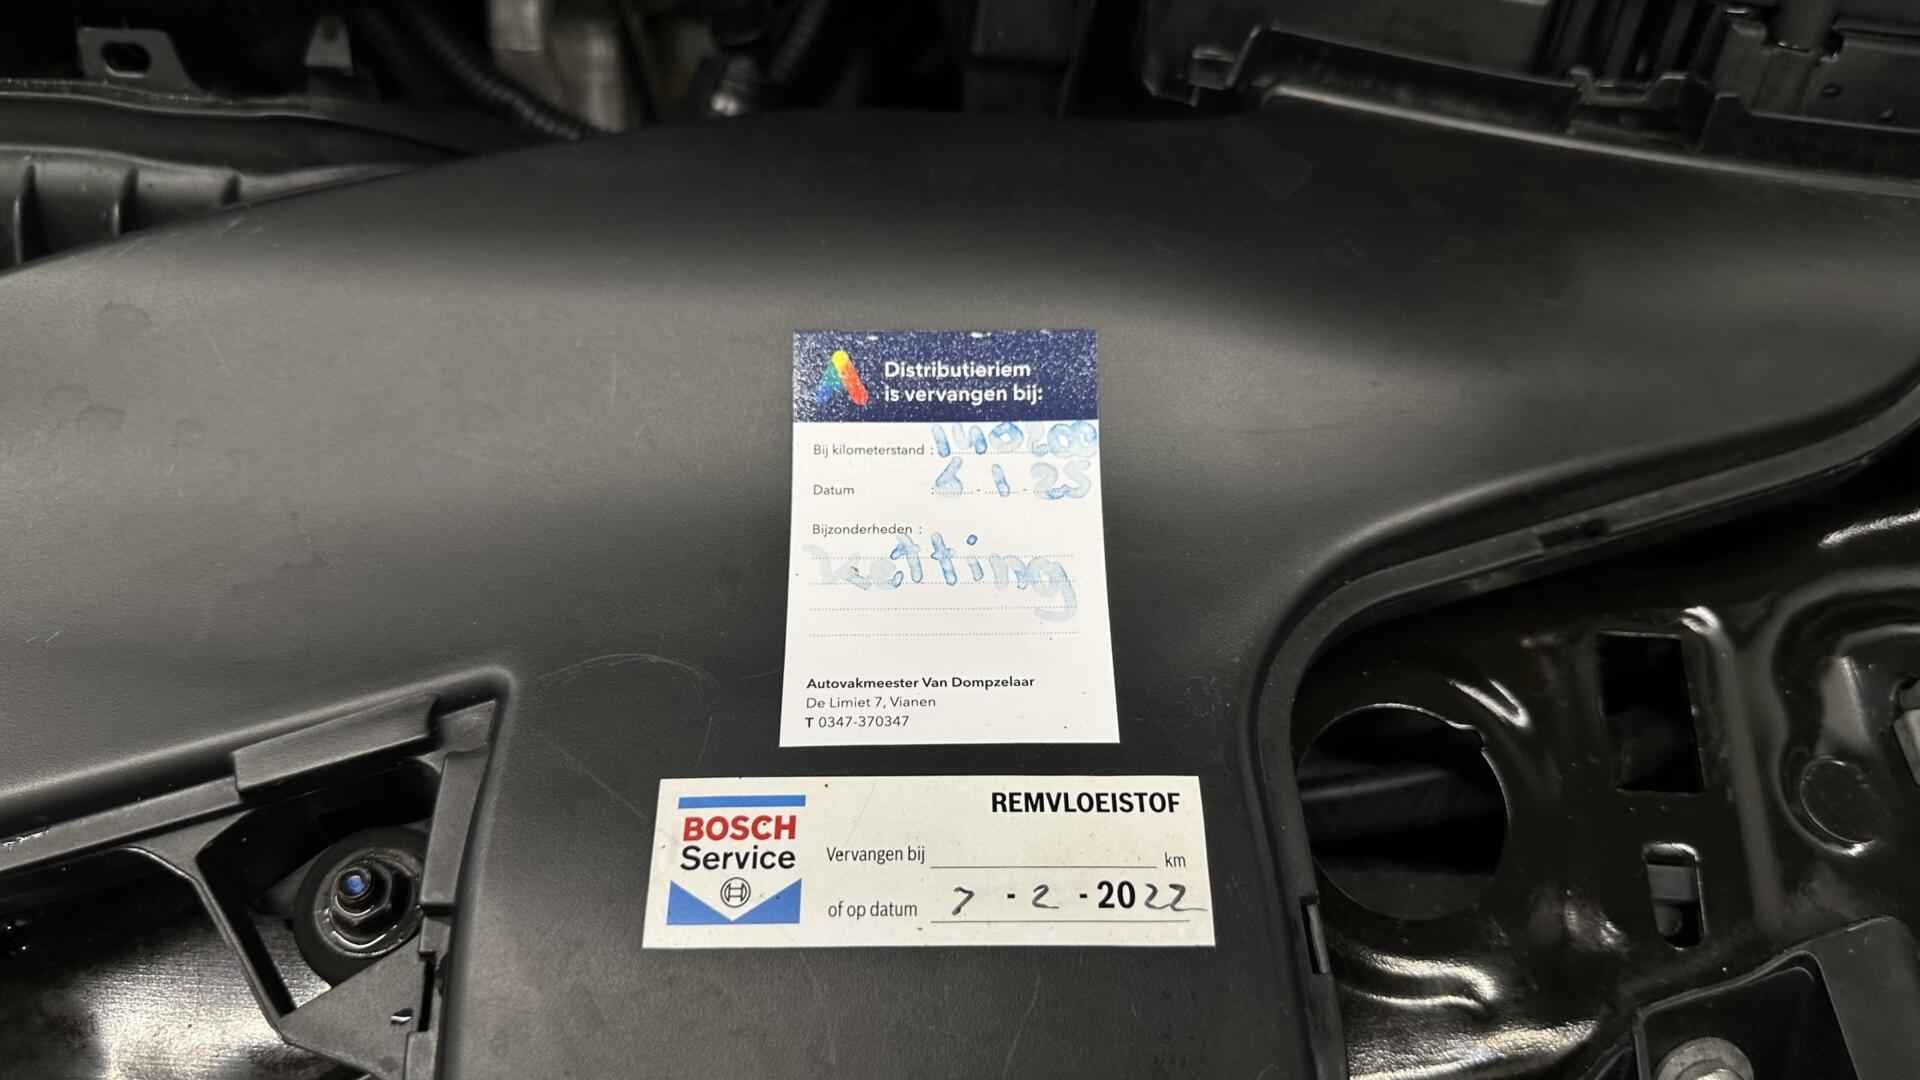 Distributieriem
is vervangen bij:
Bij kilometerstand : 140200
Datum : 6 - 1 - 25
Bijzonderheden :
ketting
Autovakmeester Van Dompzelaar
De Limiet 7, Vianen
T 0347-370347
REMVLOEISTOF
BOSCH
Service
Vervangen bij km
of op datum 7 - 2 - 2022